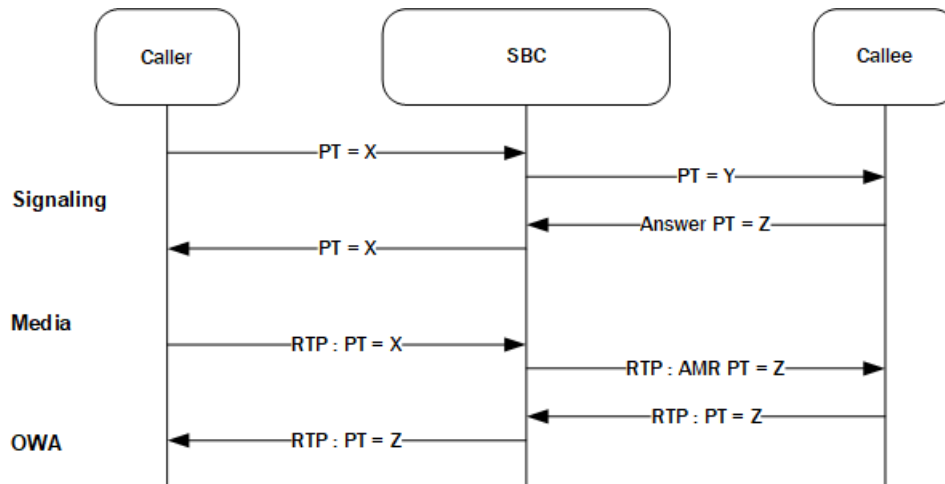 Caller
SBC
Callee
PT = X
PT = Y
Signaling
Answer PT = Z
PT = X
Media
RTP : PT = X
RTP : AMR PT = Z
RTP : PT = Z
OWA
RTP : PT = Z